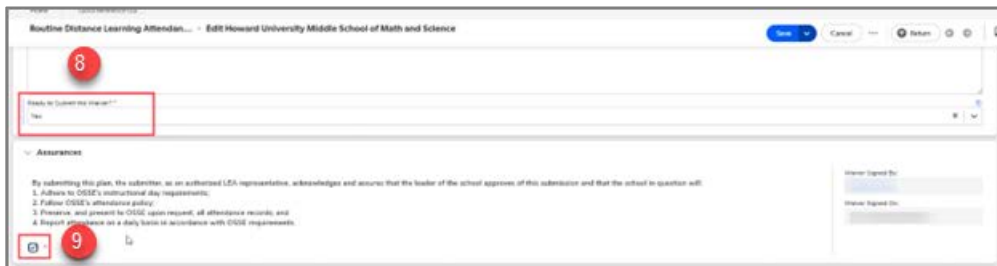 Routine Distance Learning Attendan... - Edit Howard University Middle School of Math and Science
Save
Cancel
Return
8
Ready to Submit the Waiver? *
Yes
Assurances
By submitting this plan, the submitter, as an authorized LEA representative, acknowledges and assures that the leader of the school approves of this submission and that the school in question will:
1. Adhere to OSSE's instructional day requirements;
2. Follow OSSE's attendance policy;
3. Preserve, and present to OSSE upon request, all attendance records; and
4. Report attendance on a daily basis in accordance with OSSE requirements.
Waiver Signed By:
Waiver Signed On:
9
*